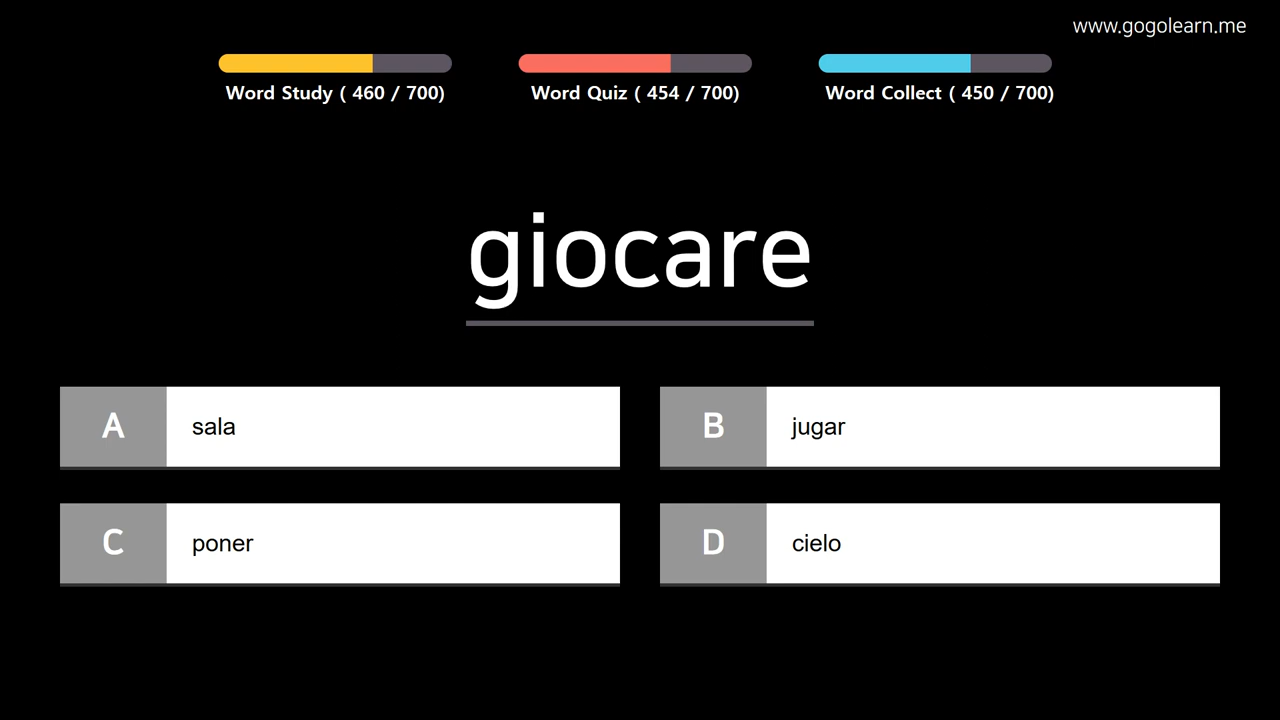 www.gogolearn.me
Word Study ( 460 / 700)
Word Quiz ( 454 / 700)
Word Collect ( 450 / 700)
giocare
A sala
B jugar
C poner
D cielo